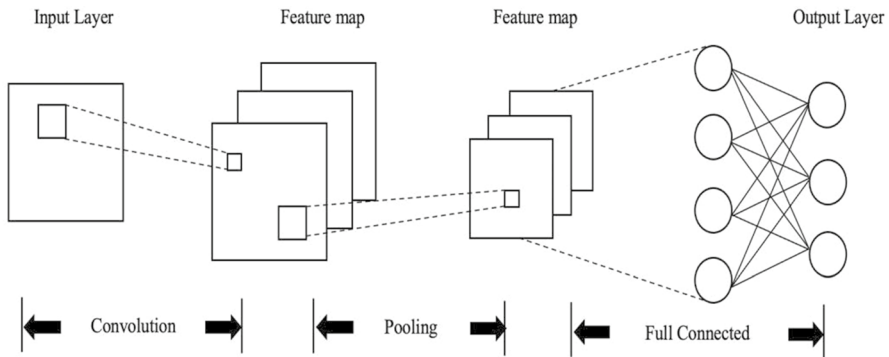 Input Layer
Feature map
Feature map
Output Layer
Convolution
Pooling
Full Connected